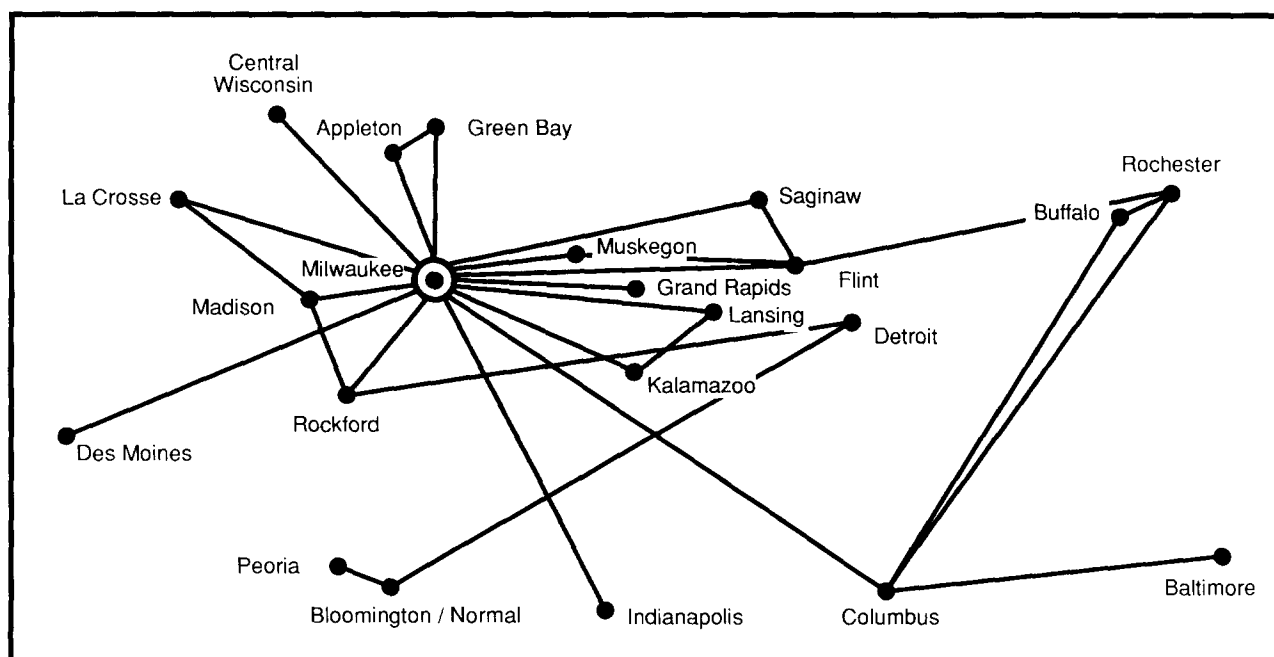 Central
Wisconsin
Appleton
Green Bay
Rochester
La Crosse
Saginaw
Buffalo
Muskegon
Milwaukee
Flint
Grand Rapids
Madison
Lansing
Detroit
Kalamazoo
Rockford
Des Moines
Peoria
Baltimore
Bloomington / Normal
Indianapolis
Columbus